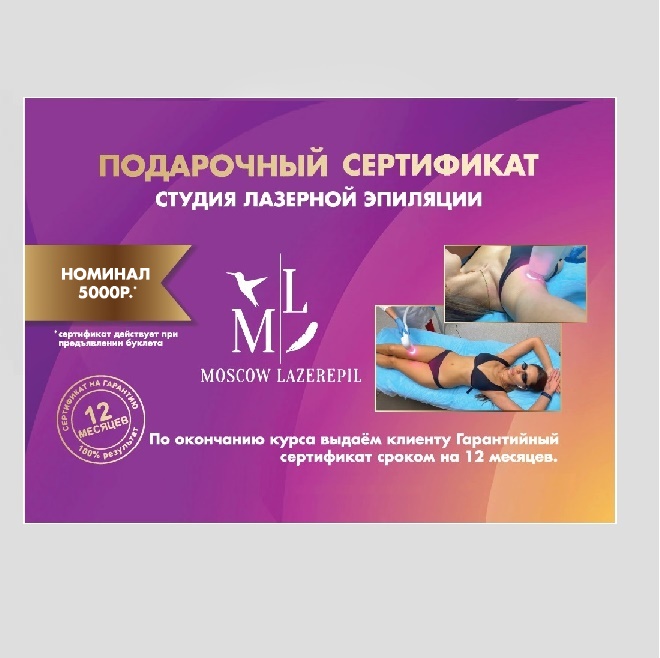 ПОДАРОЧНЫЙ СЕРТИФИКАТ
СТУДИЯ ЛАЗЕРНОЙ ЭПИЛЯЦИИ
НОМИНАЛ
5000Р.*
*сертификат действует при
предъявлении буклета
M L
MOSCOW LAZEREPIL
СЕРТИФИКАТ НА ГАРАНТИЮ
12
МЕСЯЦЕВ
100% результат
По окончанию курса выдаём клиенту Гарантийный
сертификат сроком на 12 месяцев.